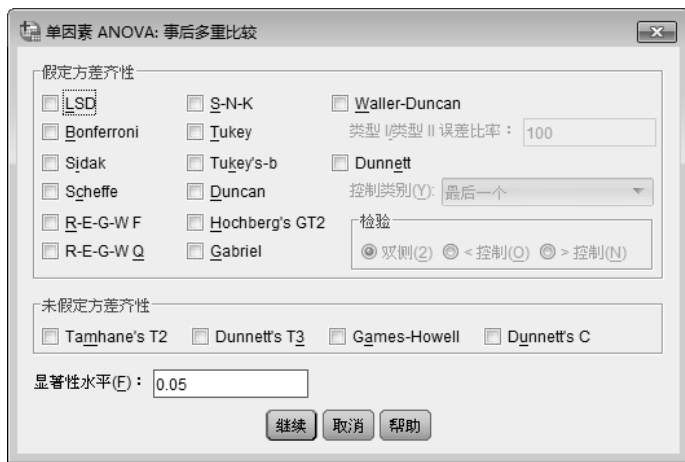 单因素 ANOVA: 事后多重比较
假定方差齐性
LSD
S-N-K
Waller-Duncan
Bonferroni
Tukey
类型 I/类型 II 误差比率： 100
Sidak
Tukey's-b
Dunnett
Scheffe
Duncan
控制类别(Y): 最后一个
R-E-G-W F
Hochberg's GT2
检验
R-E-G-W Q
Gabriel
双侧(2) < 控制(O) > 控制(N)
未假定方差齐性
Tamhane's T2 Dunnett's T3 Games-Howell Dunnett's C
显著性水平(F)： 0.05
继续 取消 帮助